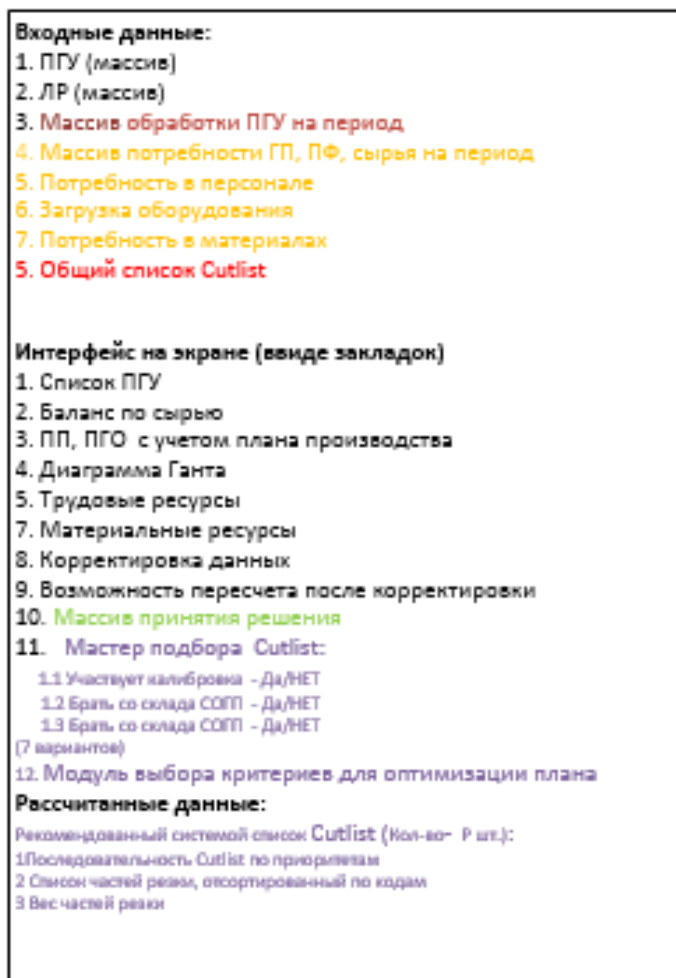 Входные данные:
1. ПГУ (массив)
2. ЛР (массив)
3. Массив обработки ПГУ на период
4. Массив потребности ГП, ПФ, сырья на период
5. Потребность в персонале
6. Загрузка оборудования
7. Потребность в материалах
5. Общий список Cutlist
Интерфейс на экране (ввиде закладок)
1. Список ПГУ
2. Баланс по сырью
3. ПП, ПГО с учетом плана производства
4. Диаграмма Ганта
5. Трудовые ресурсы
7. Материальные ресурсы
8. Корректировка данных
9. Возможность пересчета после корректировки
10. Массив принятия решения
11. Мастер подбора Cutlist:
1.1 Участвует калибровка - Да/НЕТ
1.2 Брать со склада СОГП - Да/НЕТ
1.3 Брать со склада СОГП - Да/НЕТ
(7 вариантов)
12. Модуль выбора критериев для оптимизации плана
Рассчитанные данные:
Рекомендованный системой список Cutlist (Кол-во- Р шт.):
1Последовательность Cutlist по приоритетам
2 Список частей резки, отсортированный по кодам
3 Вес частей резки